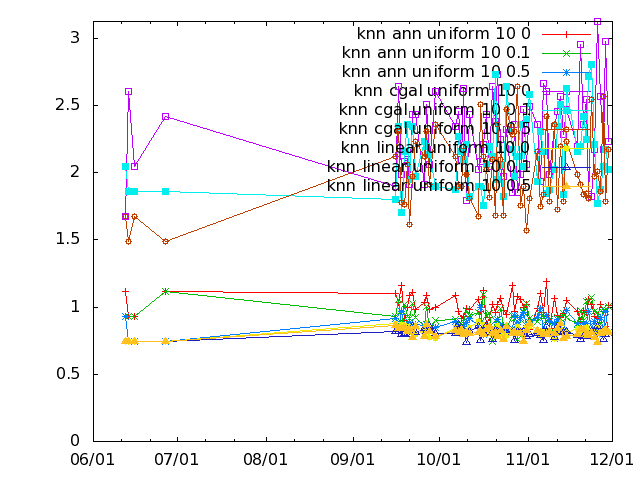 3
2.5
2
1.5
1
0.5
0
06/01 07/01 08/01 09/01 10/01 11/01 12/01
knn ann uniform 10 0
knn ann uniform 10 0.1
knn ann uniform 10 0.5
knn cgal uniform 10 0
knn cgal uniform 10 0.1
knn cgal uniform 10 0.5
knn linear uniform 10 0
knn linear uniform 10 0.1
knn linear uniform 10 0.5